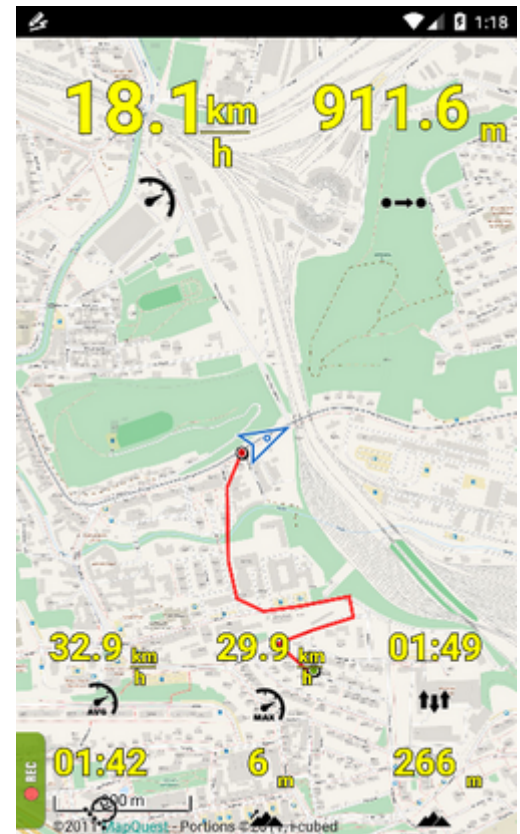 1:18
18.1 km/h
911.6 m
32.9 km/h
29.9 km/h
01:49
AVG
MAX
REC
01:42
6 m
266 m
200 m
©2011 MapQuest - Portions ©2011, i-cubed